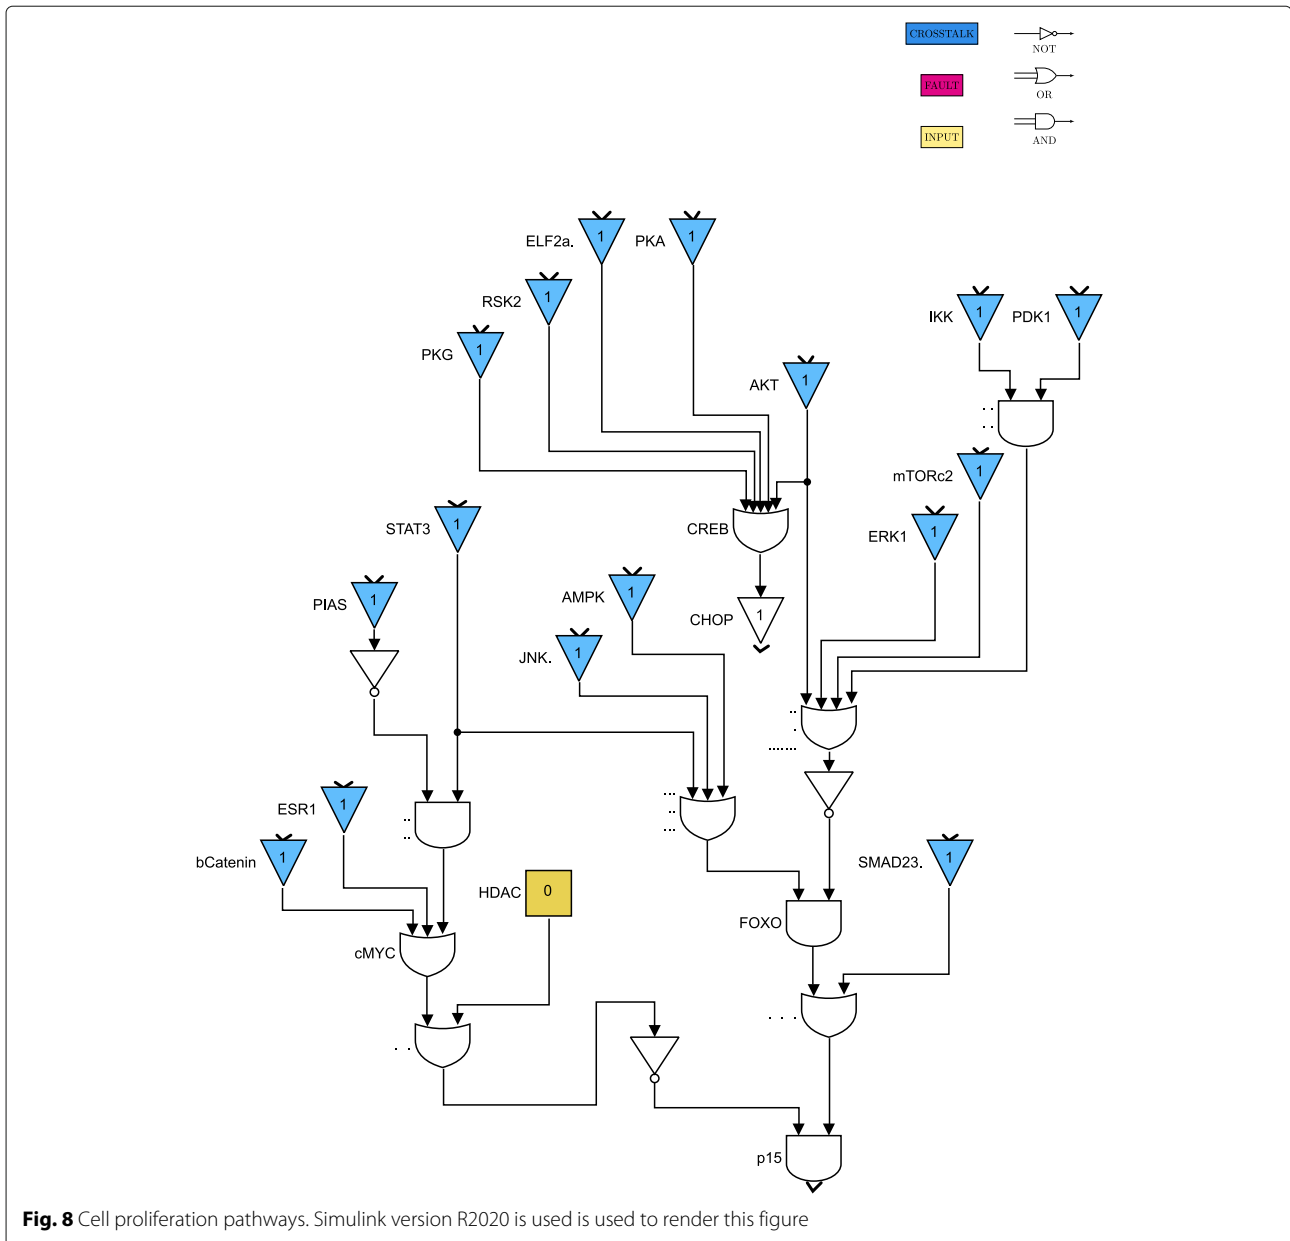 CROSSTALK
NOT
FAULT
OR
INPUT
AND
ELF2a. 1
PKA 1
RSK2 1
IKK 1
PDK1 1
PKG 1
AKT 1
mTORc2 1
STAT3 1
CREB
ERK1 1
PIAS 1
AMPK 1
CHOP 1
JNK. 1
ESR1 1
bCatenin 1
SMAD23. 1
HDAC 0
FOXO
cMYC
p15
Fig. 8 Cell proliferation pathways. Simulink version R2020 is used is used to render this figure